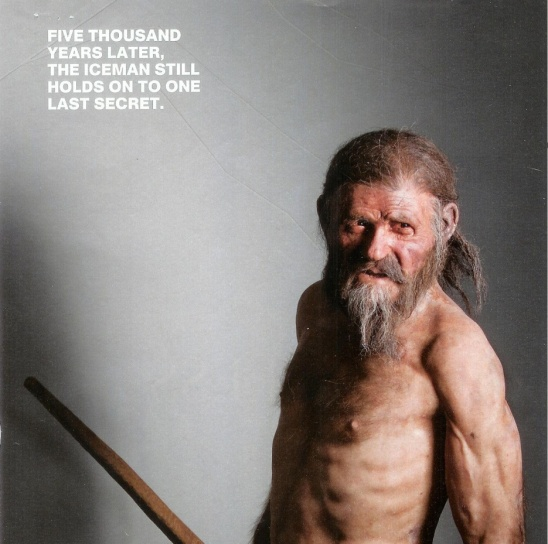 FIVE THOUSAND
YEARS LATER,
THE ICEMAN STILL
HOLDS ON TO ONE
LAST SECRET.